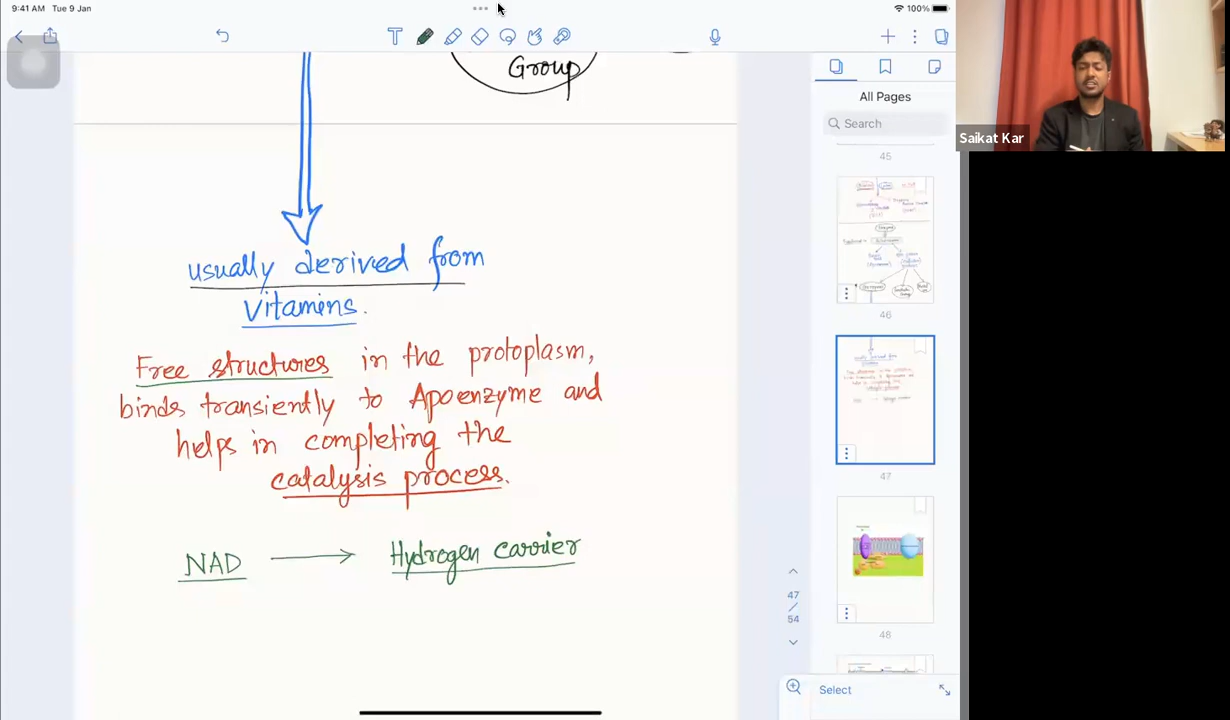 9:41 AM Tue 9 Jan
100%
Group
usually derived from
vitamins.
Free structures in the protoplasm,
binds transiently to Apoenzyme and
helps in completing the
catalysis process.
NAD → Hydrogen carrier
All Pages
Search
45
46
47
48
47
/
54
Select
Saikat Kar